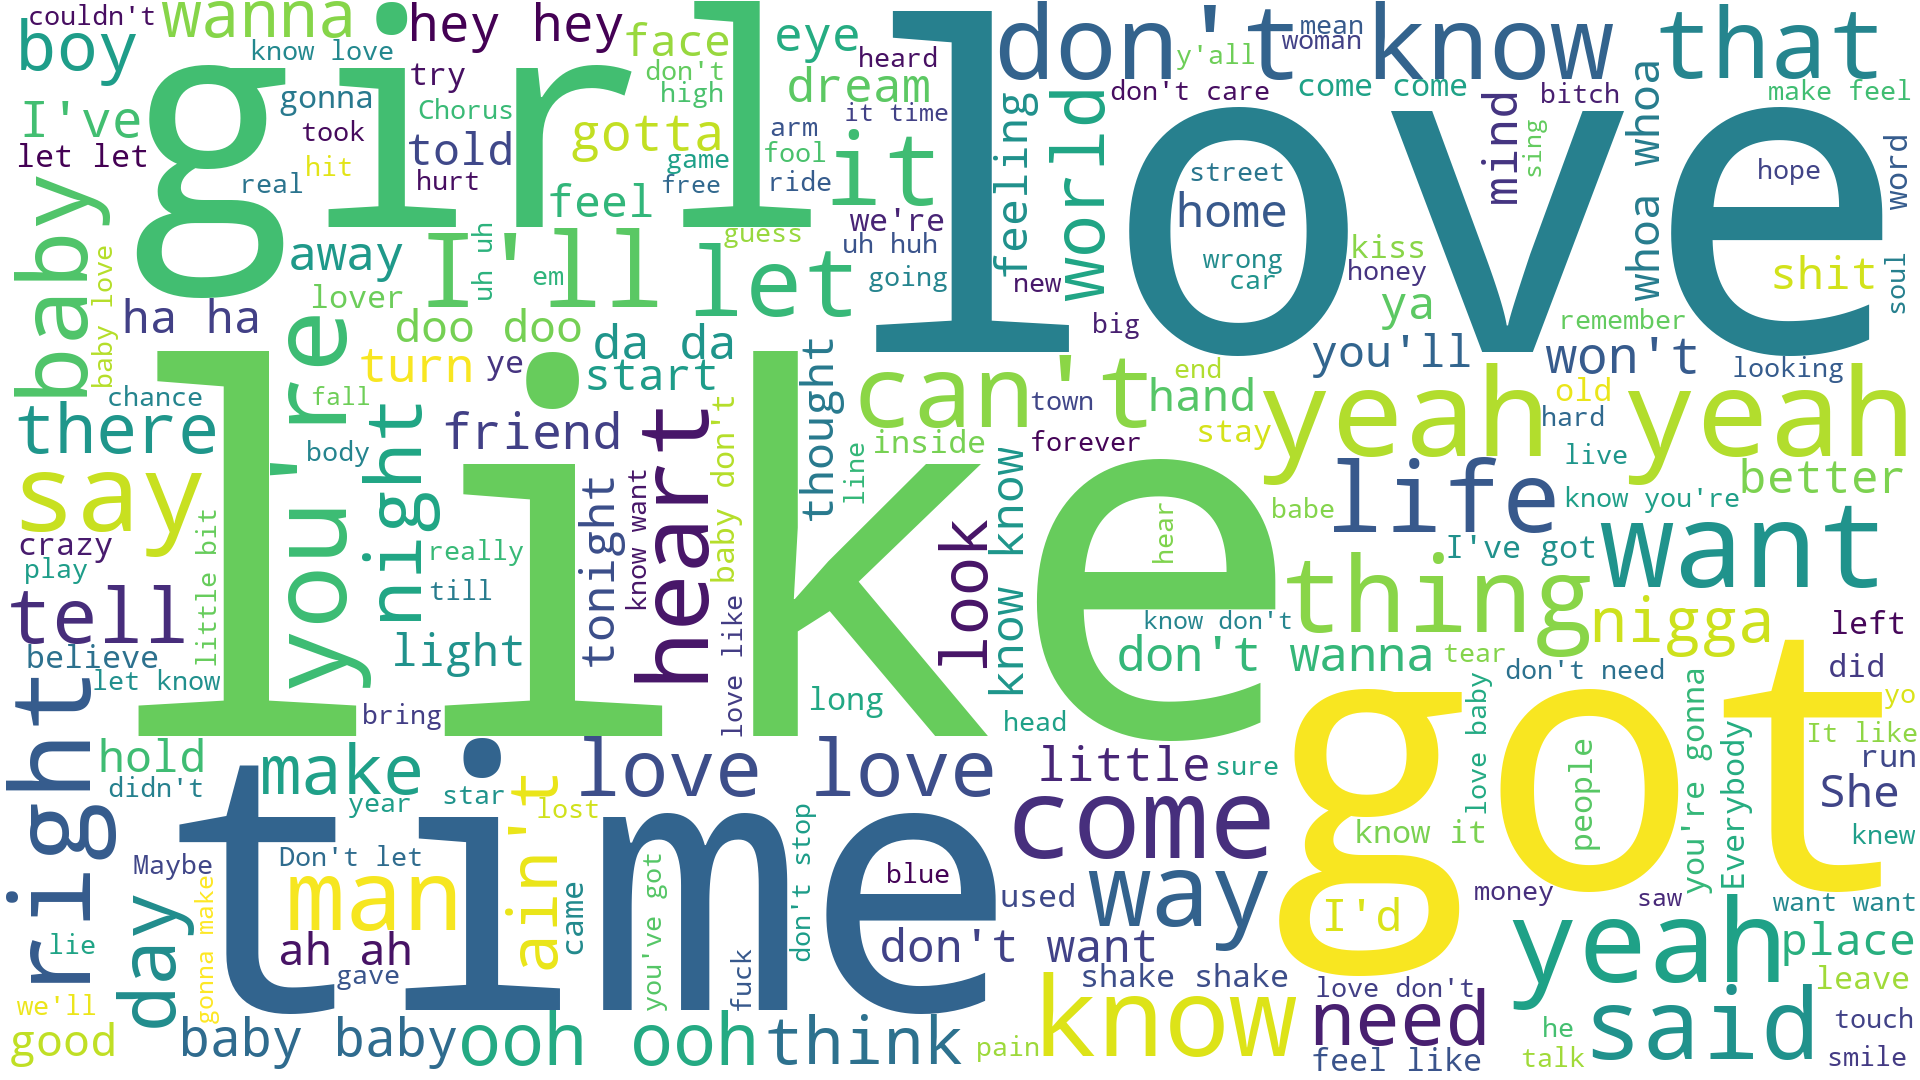 couldn't
wanna
hey hey
boy
know love
try
face
eye
heard
don't
know
that
mean
woman
y'all
girl
love
don't
high
dream
it time
don't care
come come
bitch
make feel
I've
gonna
Chorus
took
told
gotta
arm
it
feeling
world
mind
sing
whoa whoa
word
let let
hit
real
hurt
game
free
fool
ride
street
hope
baby
feel
we're
home
baby love
away
I'll
uh uh
guess
uh huh
let
em
going
new
wrong
car
kiss
honey
shit
soul
ha ha
lover
doo doo
da da
big
ya
remember
you're
turn
ye
start
thought
can't
you'll
won't
looking
like
chance
fall
end
hand
yeah yeah
old
hard
there
night
friend
heart
baby don't
town
forever
stay
body
inside
line
life
live
better
say
little bit
tonight
know want
look
know know
hear
babe
know you're
want
crazy
really
I've got
play
till
thing
tell
light
love like
know don't
nigga
left
believe
don't wanna
tear
don't need
did
let know
long
right
bring
head
got
love baby
you're gonna
Everybody
yo
It like
hold
make
love love
little
sure
people
run
didn't
year
star
ain't
lost
don't stop
come
She
time
know it
knew
Maybe
Don't let
man
you've got
blue
used
way
I'd
money
saw
want want
day
gonna make
came
lie
ah ah
don't want
yeah
place
gave
fuck
shake shake
love don't
leave
we'll
good
baby baby
ooh ooh
think
pain
know
need
feel like
he
talk
said
touch
smile